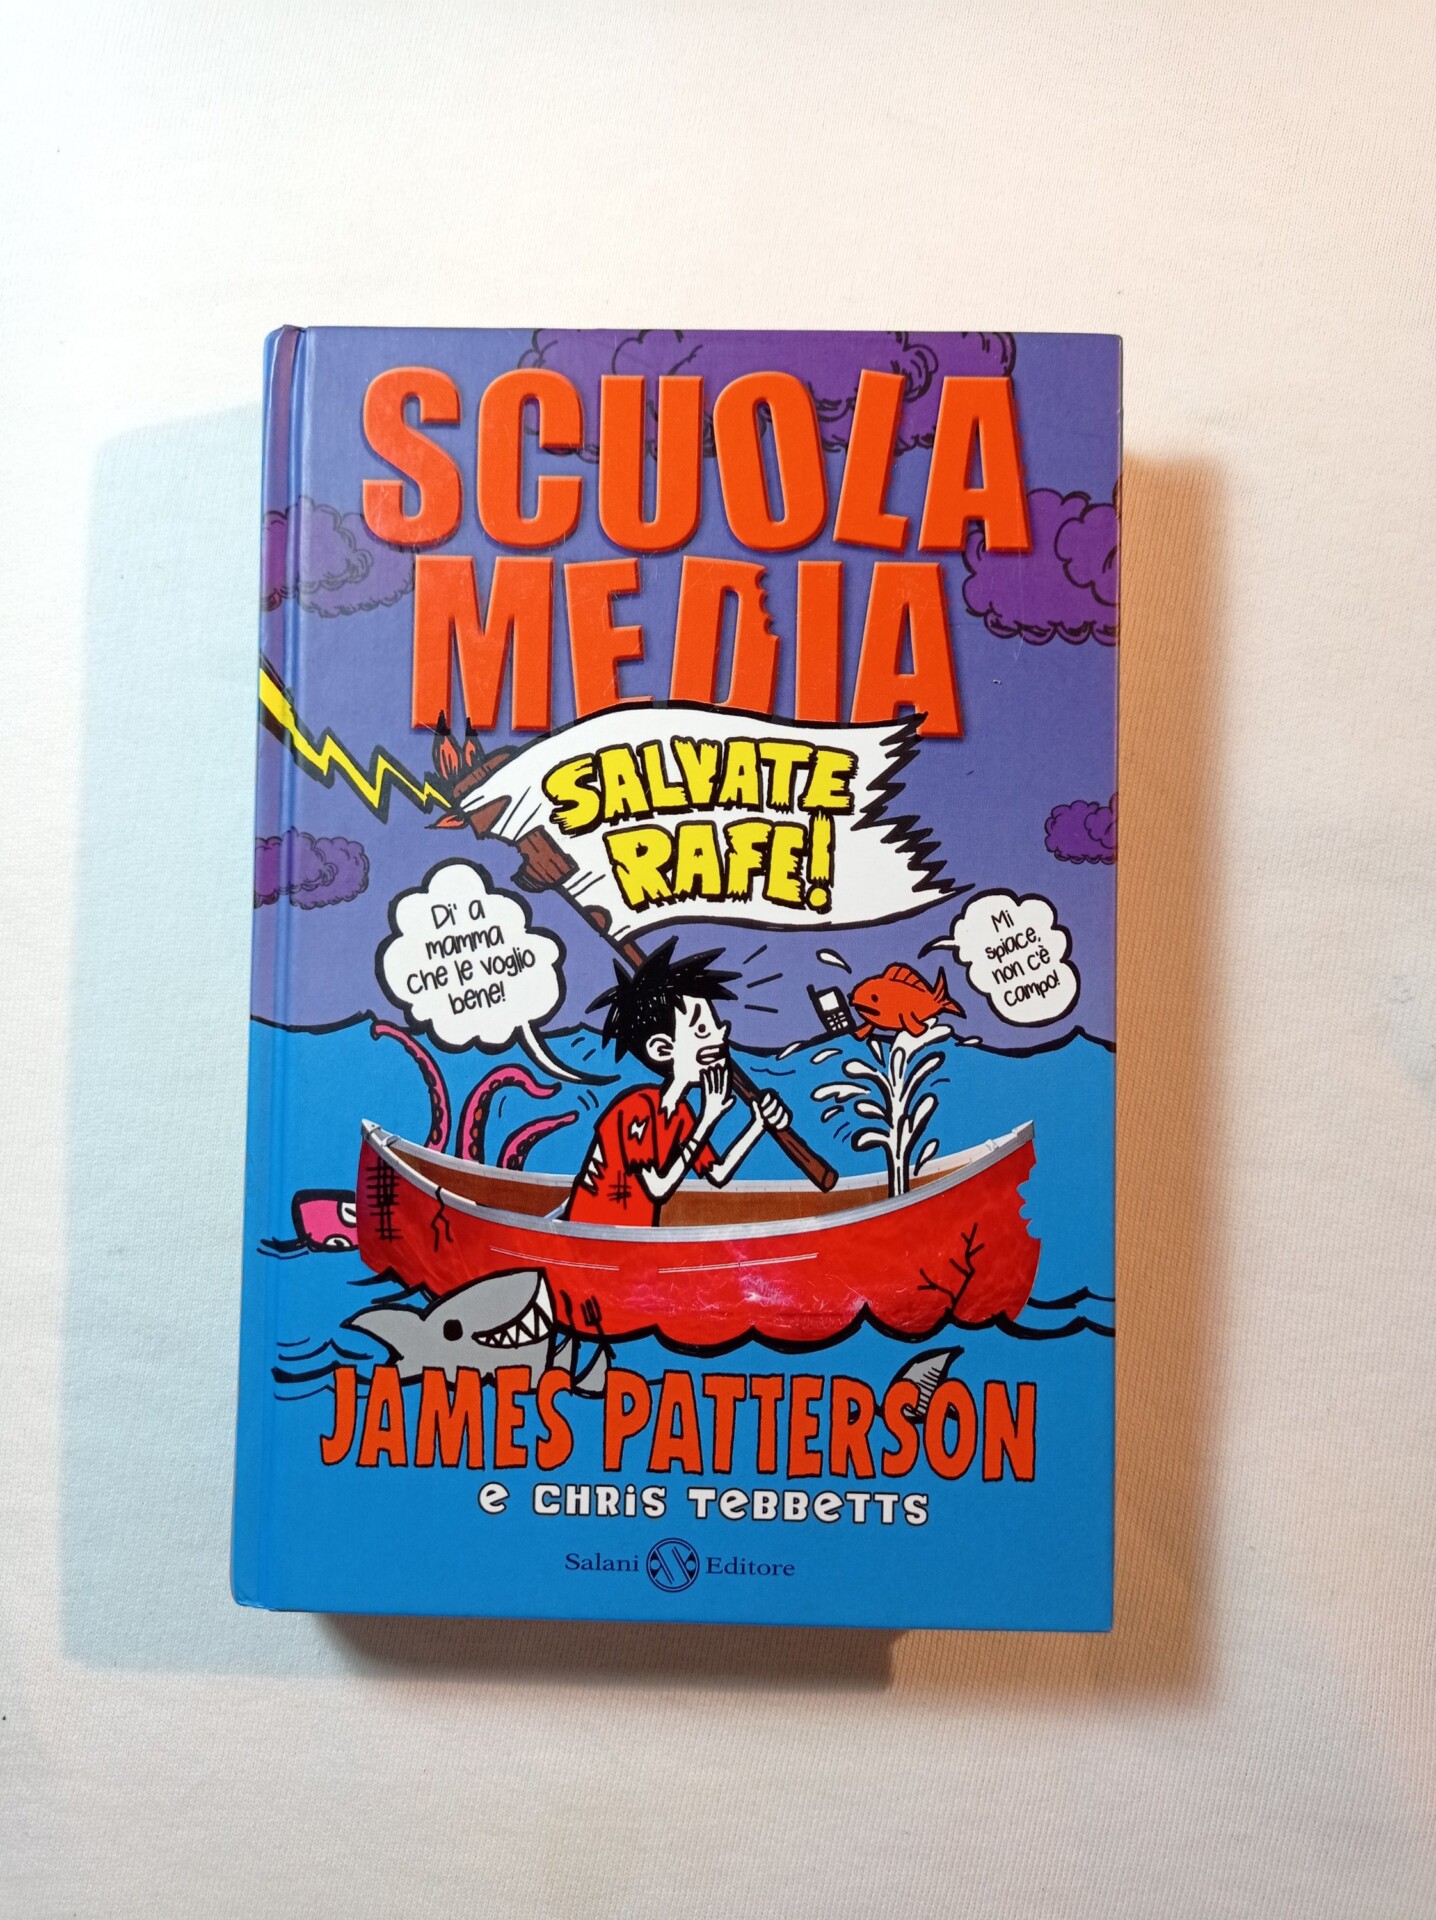 SCUOLA
MEDIA
SALVATE
RAFE!
Di' a
mamma
che le voglio
bene!
Mi
spiace,
non c'è
campo!
JAMES PATTERSON
e CHRiS TeBBeTTS
Salani Editore